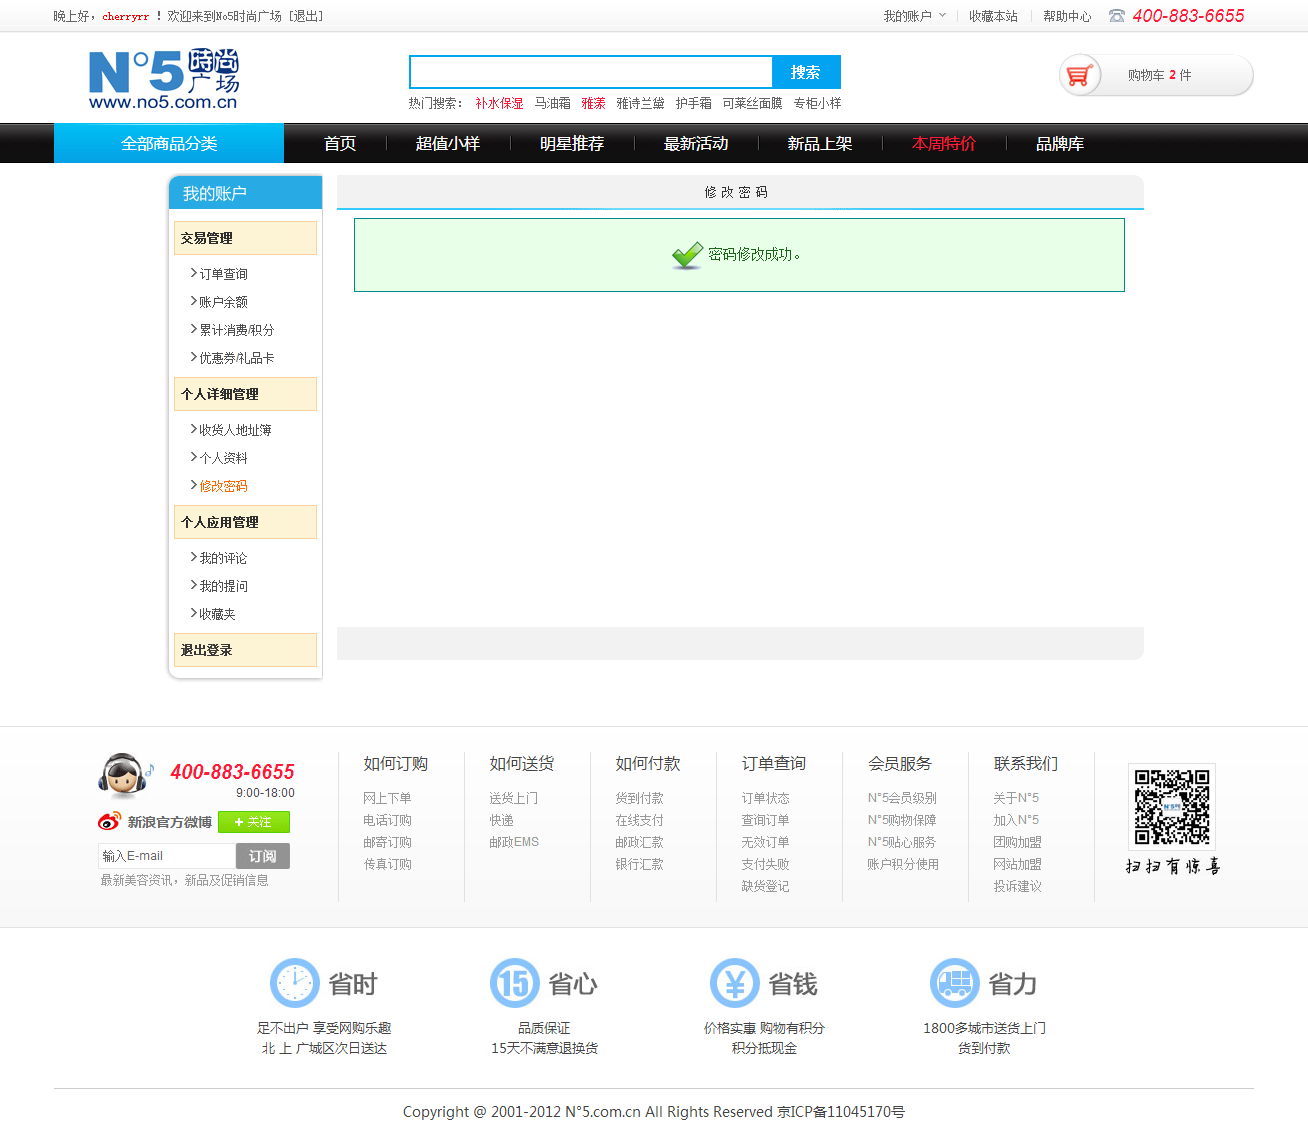 晚上好，cherryrr ！欢迎来到No5时尚广场 [退出]
我的账户 收藏本站 帮助中心 400-883-6655
N°5 時尚广场
www.no5.com.cn
搜索
购物车 2 件
热门搜索： 补水保湿 马油霜 雅漾 雅诗兰黛 护手霜 可莱丝面膜 专柜小样
全部商品分类 首页 超值小样 明星推荐 最新活动 新品上架 本周特价 品牌库
我的账户
交易管理
订单查询
账户余额
累计消费/积分
优惠券/礼品卡
个人详细管理
收货人地址簿
个人资料
修改密码
个人应用管理
我的评论
我的提问
收藏夹
退出登录
修改密码
密码修改成功。
400-883-6655
9:00-18:00
新浪官方微博 + 关注
输入E-mail 订阅
最新美容资讯，新品及促销信息
如何订购
网上下单
电话订购
邮寄订购
传真订购
如何送货
送货上门
快递
邮政EMS
如何付款
货到付款
在线支付
邮政汇款
银行汇款
订单查询
订单状态
查询订单
无效订单
支付失败
缺货登记
会员服务
N°5会员级别
N°5购物保障
N°5贴心服务
账户积分使用
联系我们
关于N°5
加入N°5
团购加盟
网站加盟
投诉建议
扫扫有惊喜
省时
足不出户 享受网购乐趣
北 上 广城区次日送达
15 省心
品质保证
15天不满意退换货
¥ 省钱
价格实惠 购物有积分
积分抵现金
省力
1800多城市送货上门
货到付款
Copyright @ 2001-2012 N°5.com.cn All Rights Reserved 京ICP备11045170号